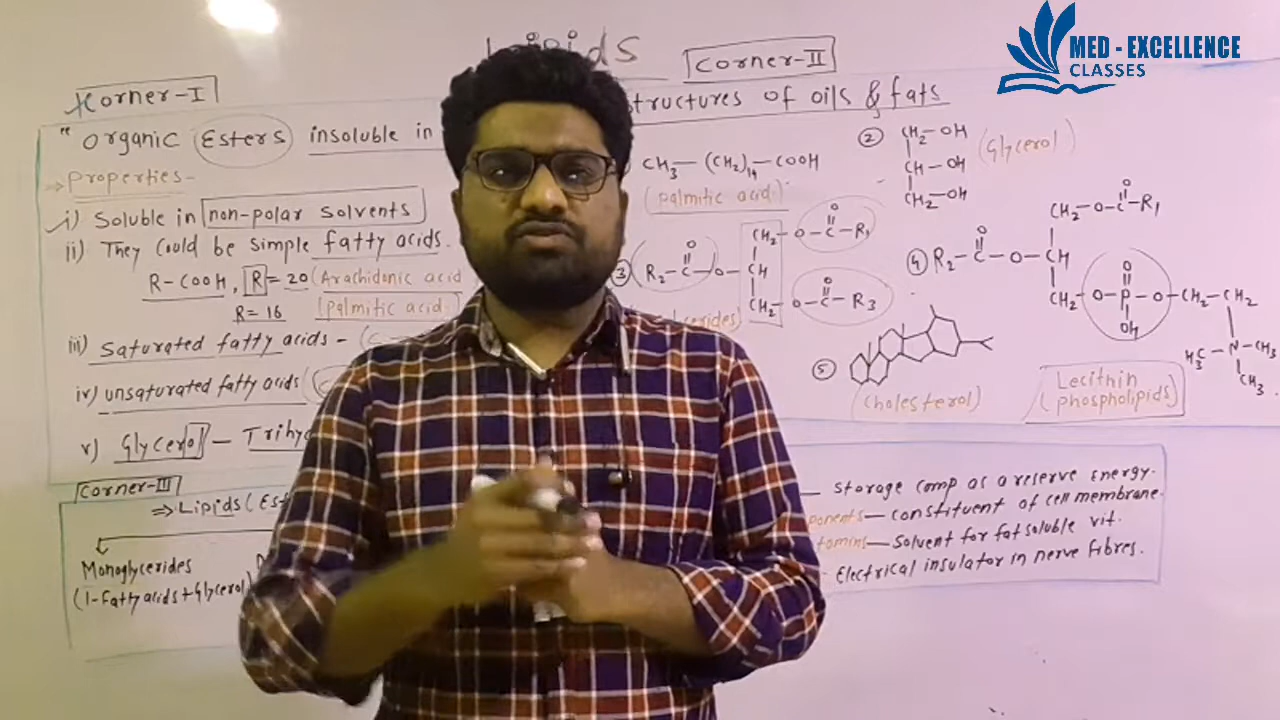 Lipids
MED - EXCELLENCE
CLASSES
Corner-I
" Organic Esters insoluble in
⇒ Properties -
i) Soluble in non-polar solvents
ii) They could be simple fatty acids.
R-COOH, R = 20 (Arachidonic acid
R= 16 (palmitic acid
iii) saturated fatty acids - (
iv) unsaturated fatty acids (
v) Glycerol - Trihy
Corner-II
structures of oils & fats
CH3 - (CH2)14 - COOH
(palmitic acid)
② CH2-OH
CH-OH
CH2-OH
(Glycerol)
③ CH2-O-C-R1
O
R2-C-O-CH
O
CH2-O-C-R3
O
cerides)
④ CH2-O-C-R1
O
R2-C-O-CH
O
CH2-O-P-O-CH2-CH2
O
OH
H3C-N-CH3
CH3
Lecithin
(phospholipids)
⑤
(cholesterol)
Corner-III
⇒ Lipids (Est
Monoglycerides
(1-Fatty acids+Glycerol)
- storage comp as a reserve Energy.
ponents - constituent of cell membrane.
tamins - Solvent for fat soluble vit.
- Electrical insulator in nerve fibres.